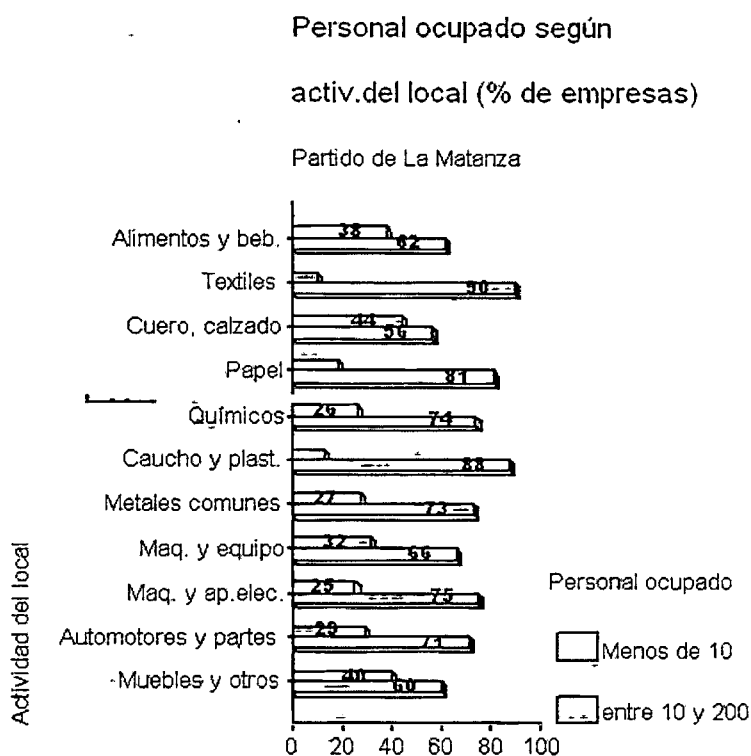 Personal ocupado según
activ.del local (% de empresas)
Partido de La Matanza
Alimentos y beb.
38
62
Textiles
90
Cuero, calzado
44
56
Papel
81
Químicos
26
74
Caucho y plast.
88
Metales comunes
27
73
Maq. y equipo
32
66
Maq. y ap.elec.
25
75
Automotores y partes
29
71
Muebles y otros
40
60
0 20 40 60 80 100
Actividad del local
Personal ocupado
Menos de 10
entre 10 y 200